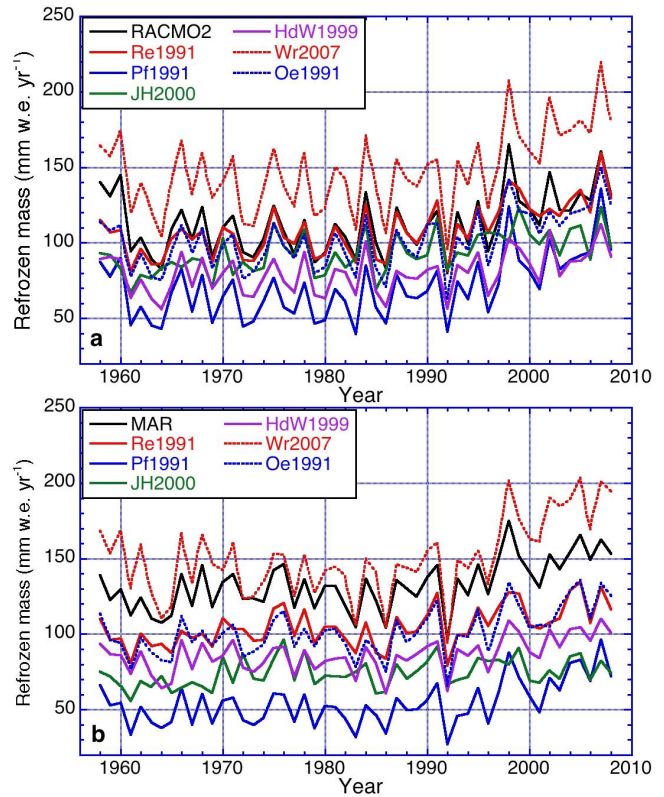 250
200
150
100
50
Refrozen mass (mm w.e. yr-1)
RACMO2
Re1991
Pf1991
JH2000
HdW1999
Wr2007
Oe1991
a
1960 1970 1980 1990 2000 2010
Year
250
200
150
100
50
Refrozen mass (mm w.e. yr-1)
MAR
Re1991
Pf1991
JH2000
HdW1999
Wr2007
Oe1991
b
1960 1970 1980 1990 2000 2010
Year